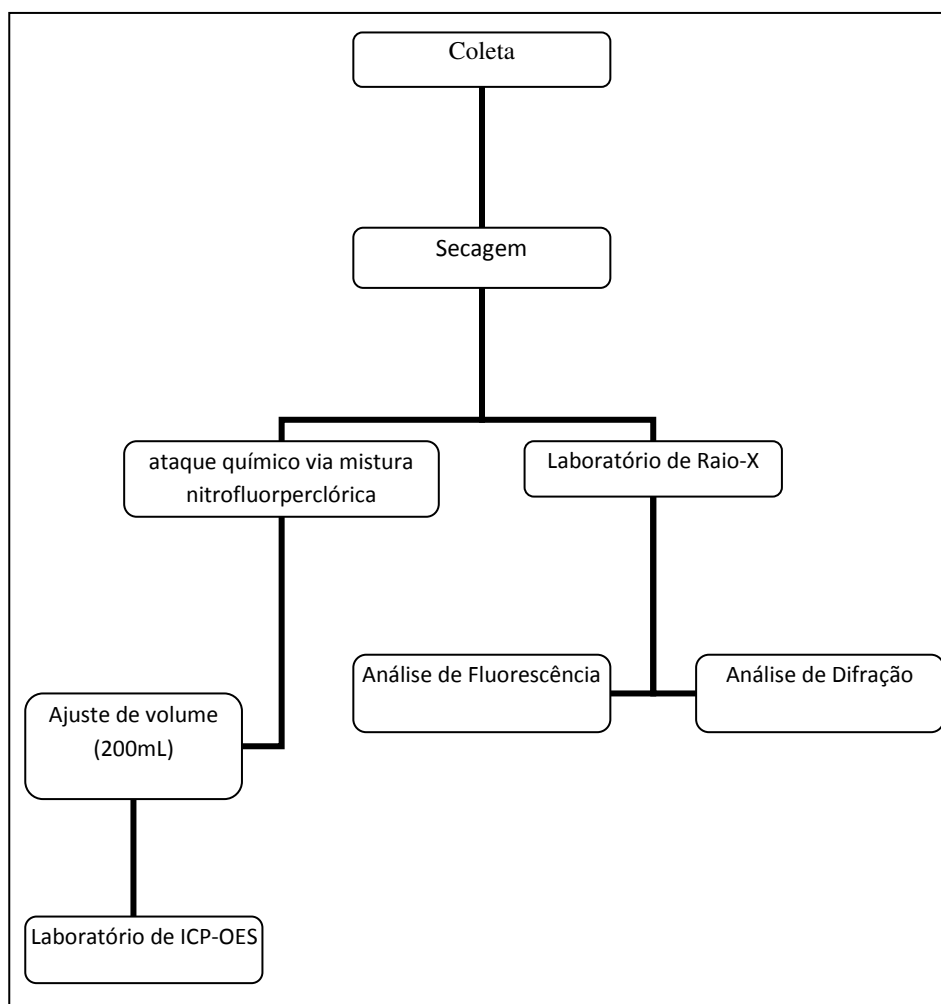 Coleta
Secagem
ataque químico via mistura
nitrofluorperclórica
Laboratório de Raio-X
Análise de Fluorescência
Análise de Difração
Ajuste de volume
(200mL)
Laboratório de ICP-OES